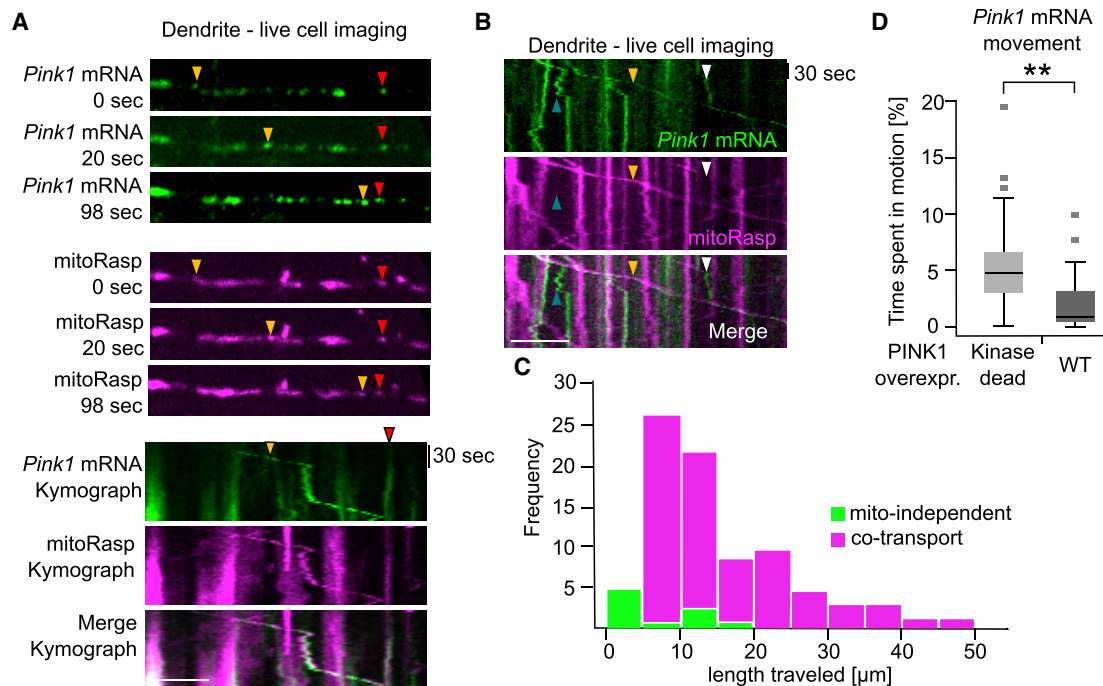 A
Dendrite - live cell imaging
Pink1 mRNA
0 sec
Pink1 mRNA
20 sec
Pink1 mRNA
98 sec
mitoRasp
0 sec
mitoRasp
20 sec
mitoRasp
98 sec
30 sec
Pink1 mRNA
Kymograph
mitoRasp
Kymograph
Merge
Kymograph
B
Dendrite - live cell imaging
30 sec
Pink1 mRNA
mitoRasp
Merge
C
30
25
20
15
10
5
Frequency
mito-independent
co-transport
0 10 20 30 40 50
length traveled [µm]
D
Pink1 mRNA
movement
**
20
15
10
5
0
Time spent in motion [%]
PINK1
overexpr.
Kinase
dead
WT